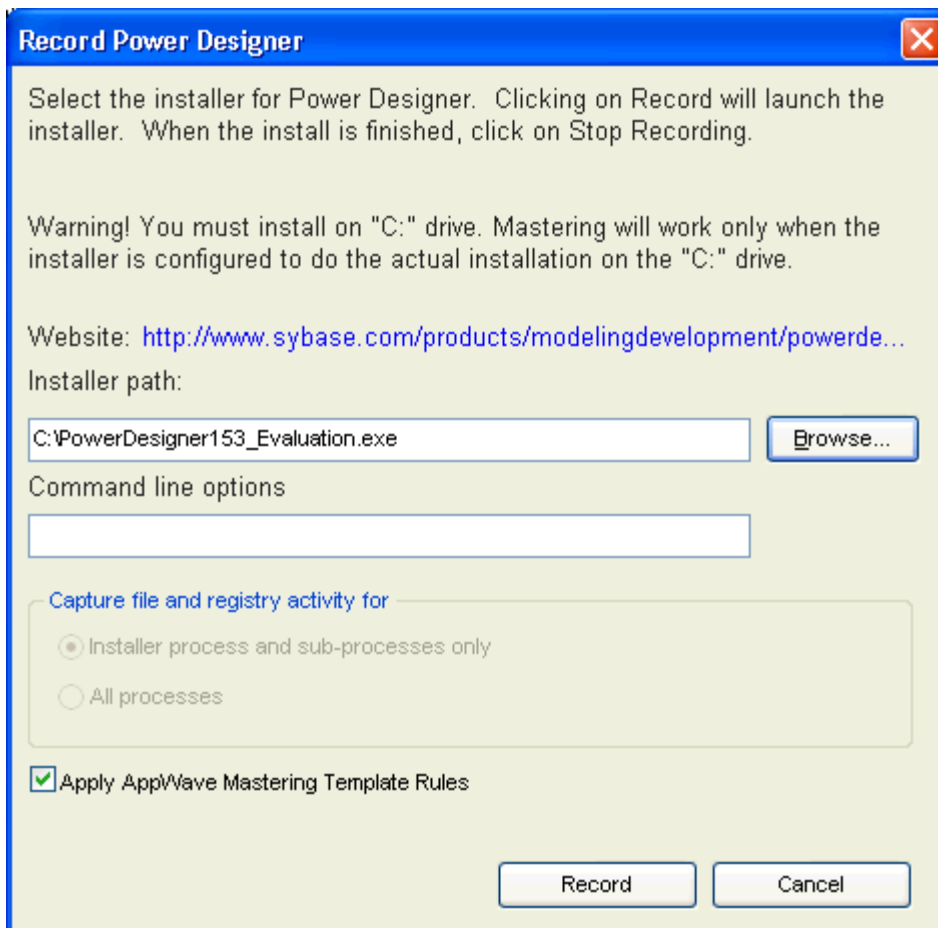 Record Power Designer
Select the installer for Power Designer.  Clicking on Record will launch the
installer.  When the install is finished, click on Stop Recording.
Warning! You must install on "C:" drive. Mastering will work only when the
installer is configured to do the actual installation on the "C:" drive.
Website: http://www.sybase.com/products/modelingdevelopment/powerde...
Installer path:
C:\PowerDesigner153_Evaluation.exe
Browse...
Command line options
Capture file and registry activity for
Installer process and sub-processes only
All processes
Apply AppWave Mastering Template Rules
Record
Cancel